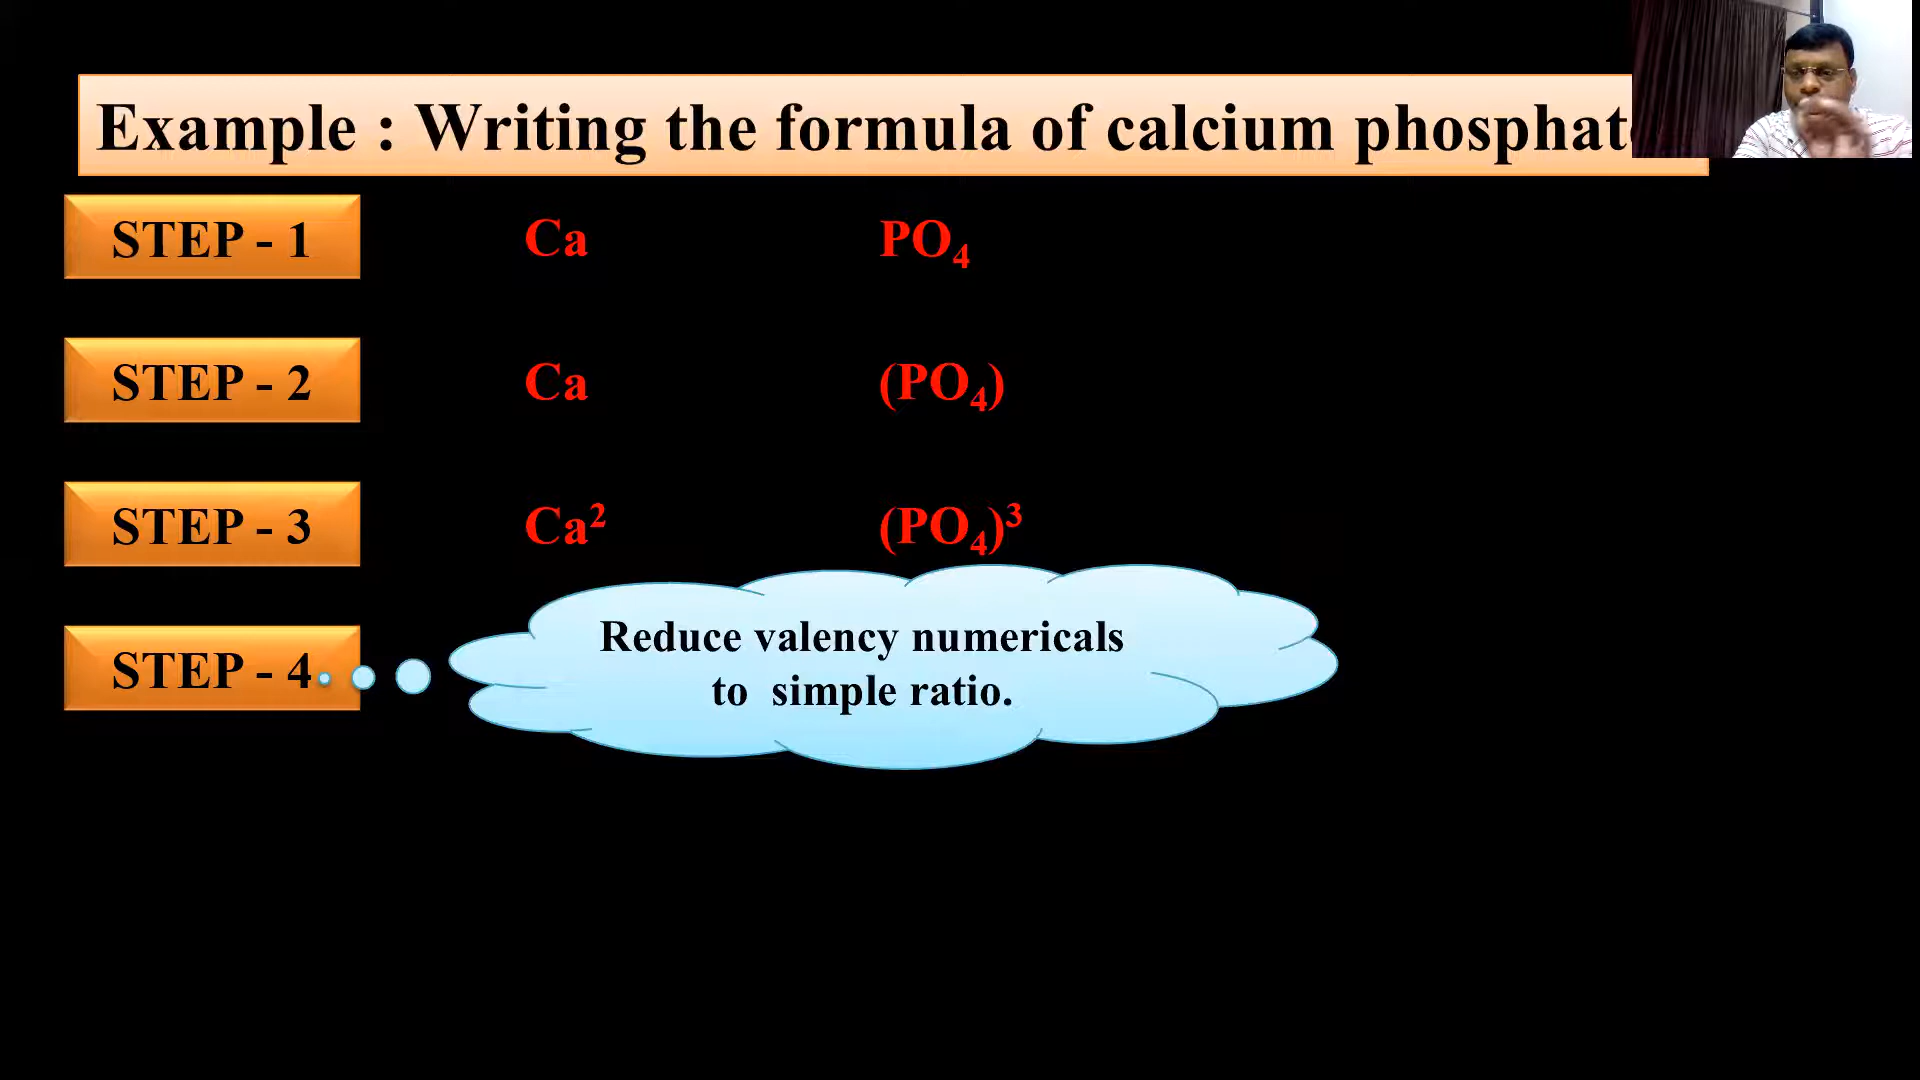 Example : Writing the formula of calcium phosphate
STEP - 1 Ca PO₄
STEP - 2 Ca (PO₄)
STEP - 3 Ca² (PO₄)³
STEP - 4
Reduce valency numericals
to simple ratio.